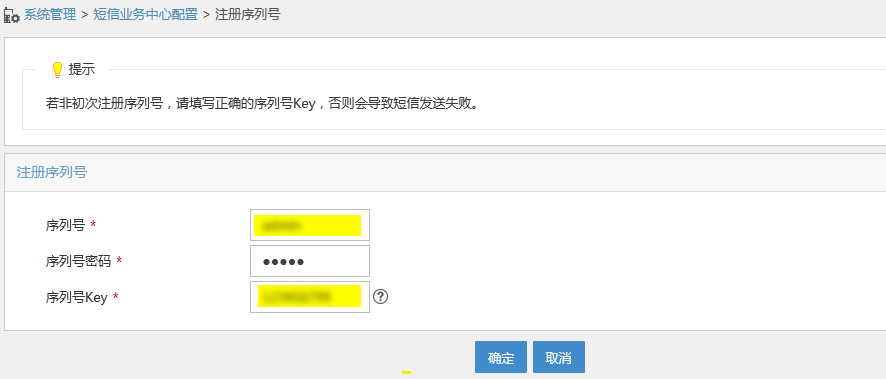 系统管理 > 短信业务中心配置 > 注册序列号
提示
若非初次注册序列号，请填写正确的序列号Key，否则会导致短信发送失败。
注册序列号
序列号 *
序列号密码 * ●●●●●
序列号Key *
确定 取消